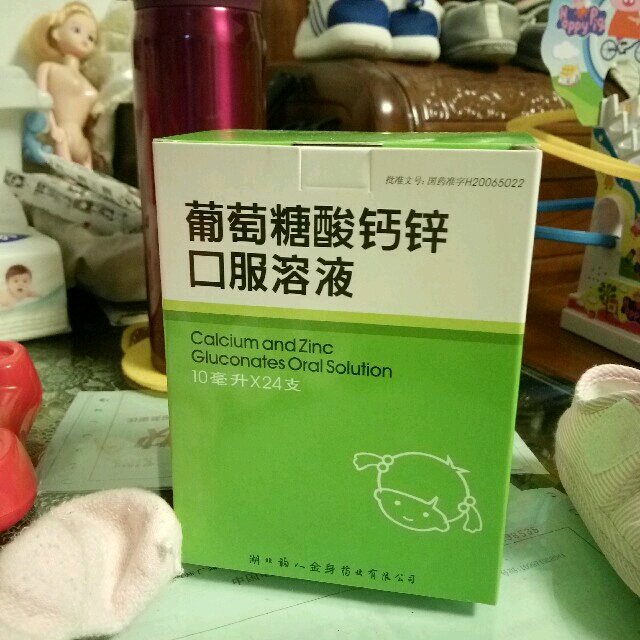 批准文号: 国药准字H20065022
葡萄糖酸钙锌
口服溶液
Calcium and Zinc
Gluconates Oral Solution
10毫升X24支
Peppa Pig